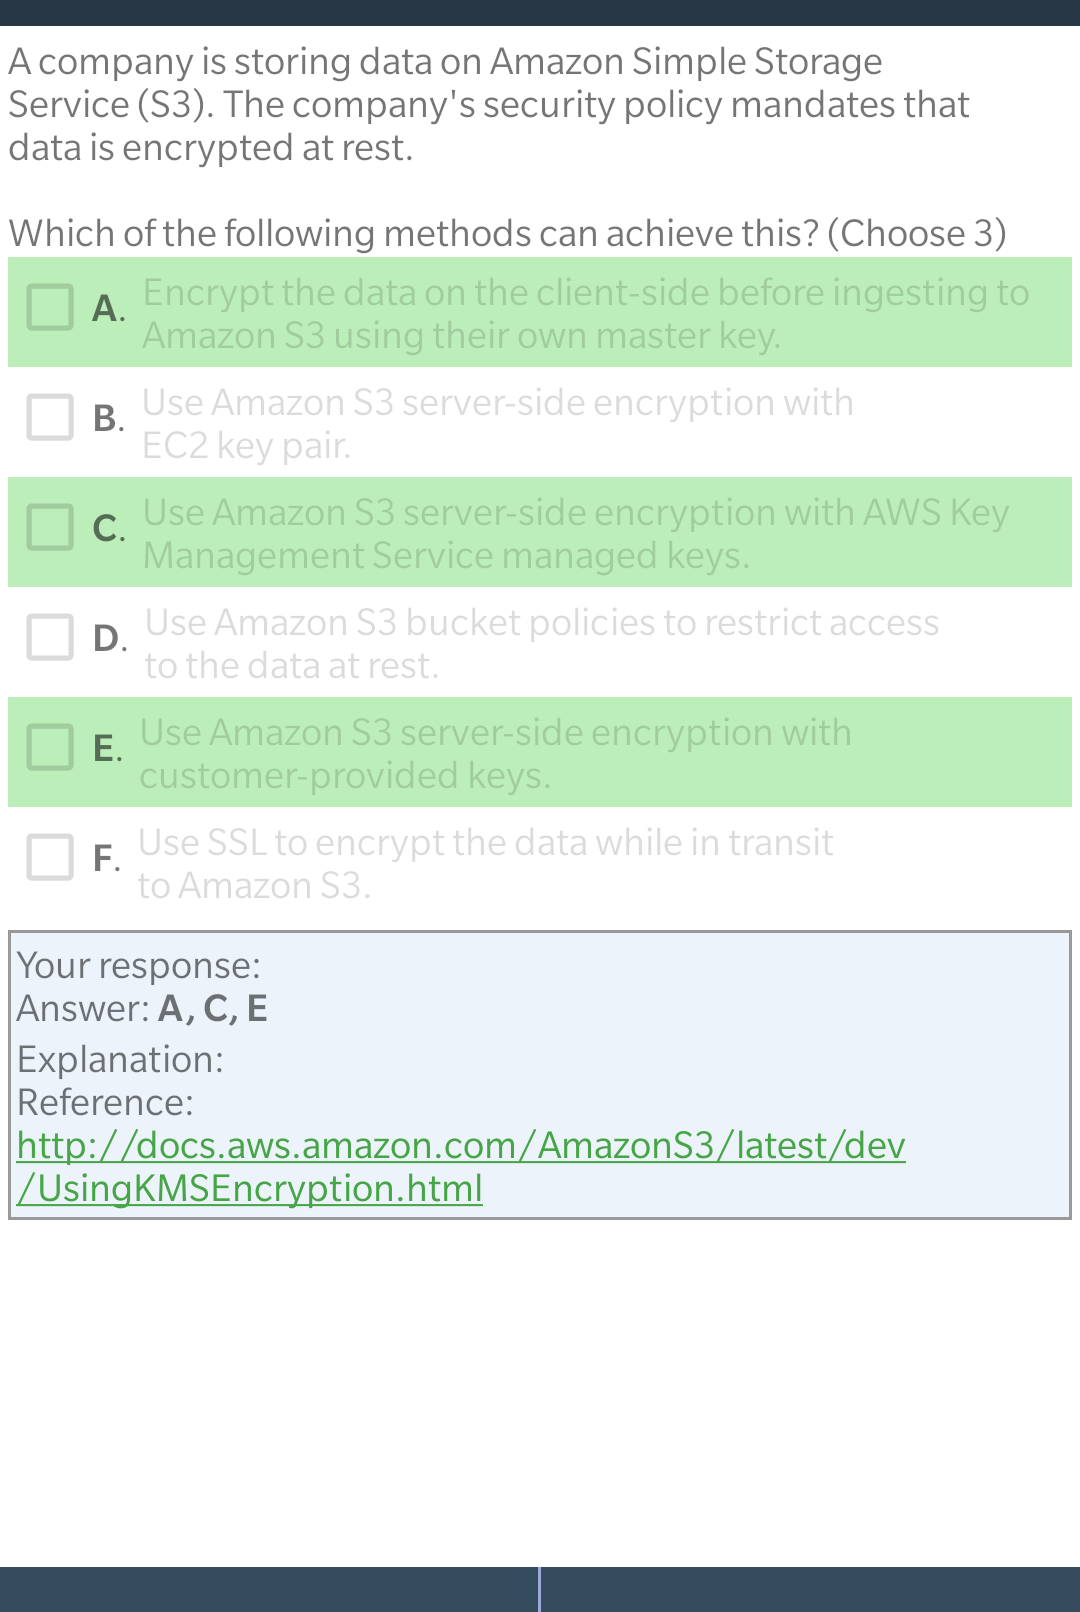 A company is storing data on Amazon Simple Storage
Service (S3). The company's security policy mandates that
data is encrypted at rest.
Which of the following methods can achieve this? (Choose 3)
A. Encrypt the data on the client-side before ingesting to
Amazon S3 using their own master key.
B. Use Amazon S3 server-side encryption with
EC2 key pair.
C. Use Amazon S3 server-side encryption with AWS Key
Management Service managed keys.
D. Use Amazon S3 bucket policies to restrict access
to the data at rest.
E. Use Amazon S3 server-side encryption with
customer-provided keys.
F. Use SSL to encrypt the data while in transit
to Amazon S3.
Your response:
Answer: A, C, E
Explanation:
Reference:
http://docs.aws.amazon.com/AmazonS3/latest/dev
/UsingKMSEncryption.html